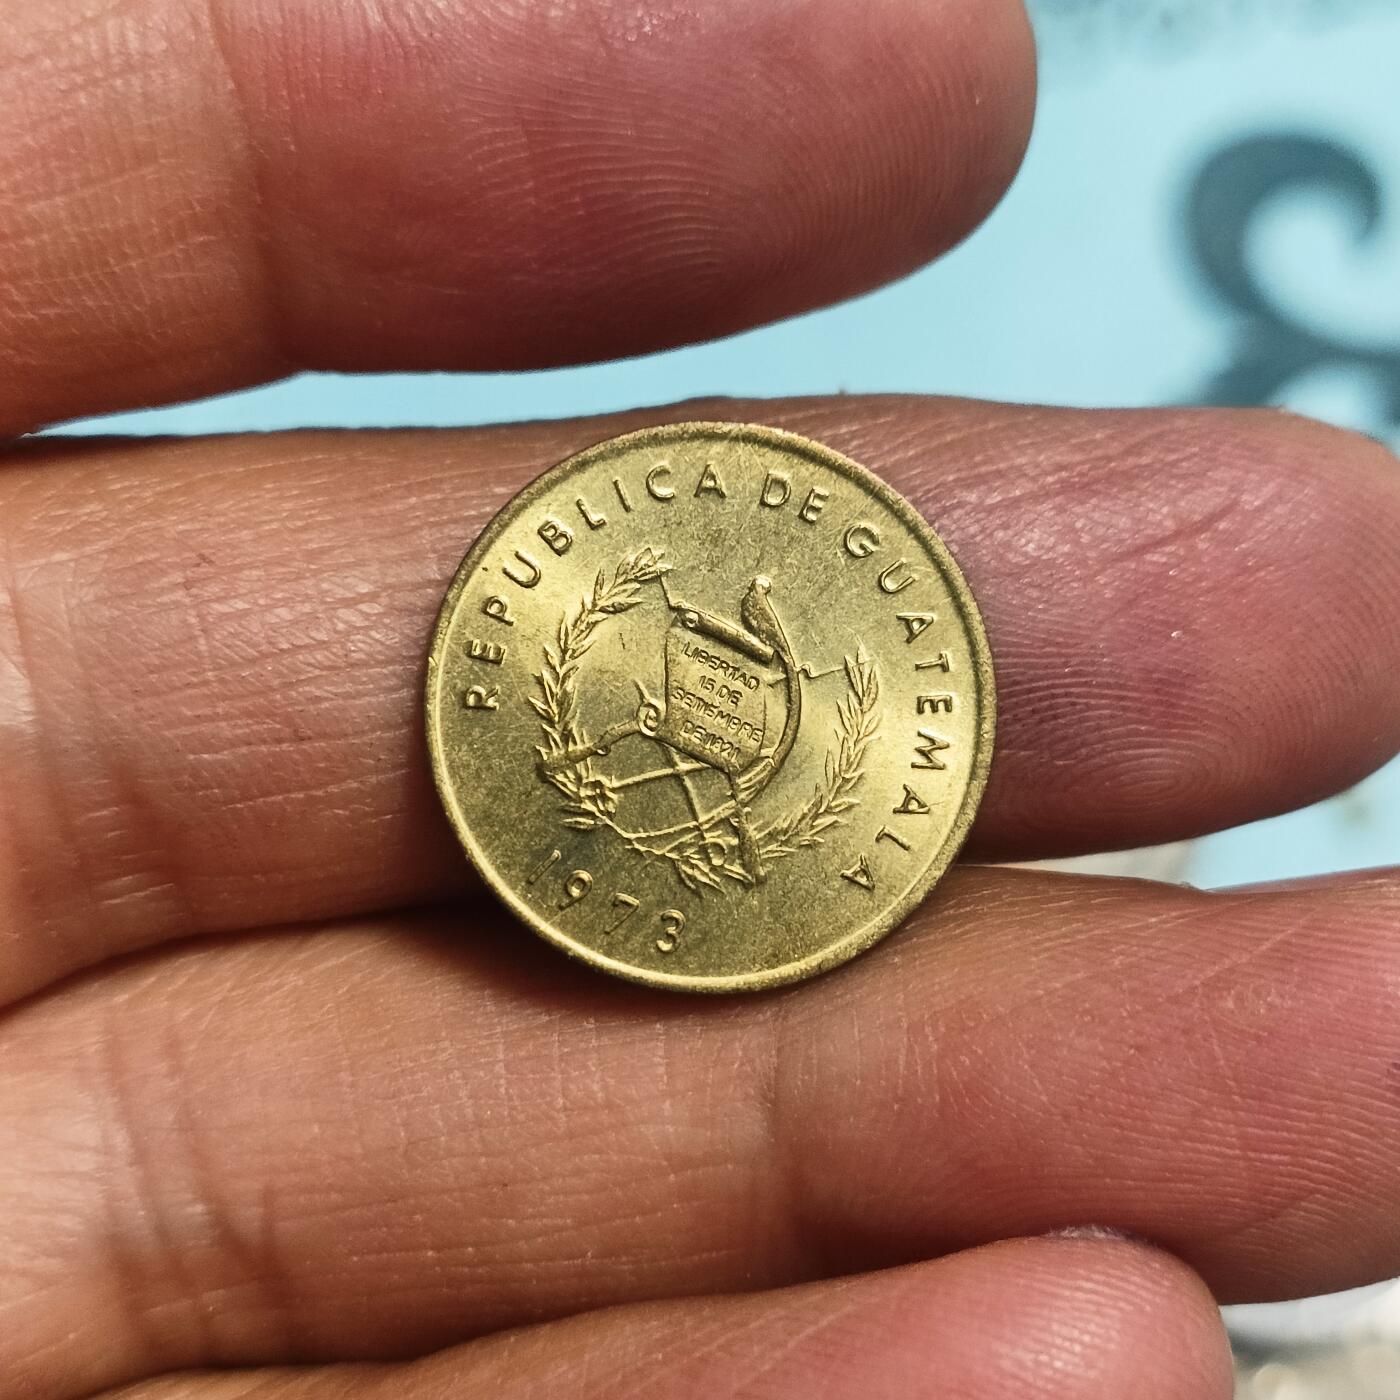 REPUBLICA DE GUATEMALA
LIBERTAD
15 DE
SETIEMBRE
DE 1821
1973